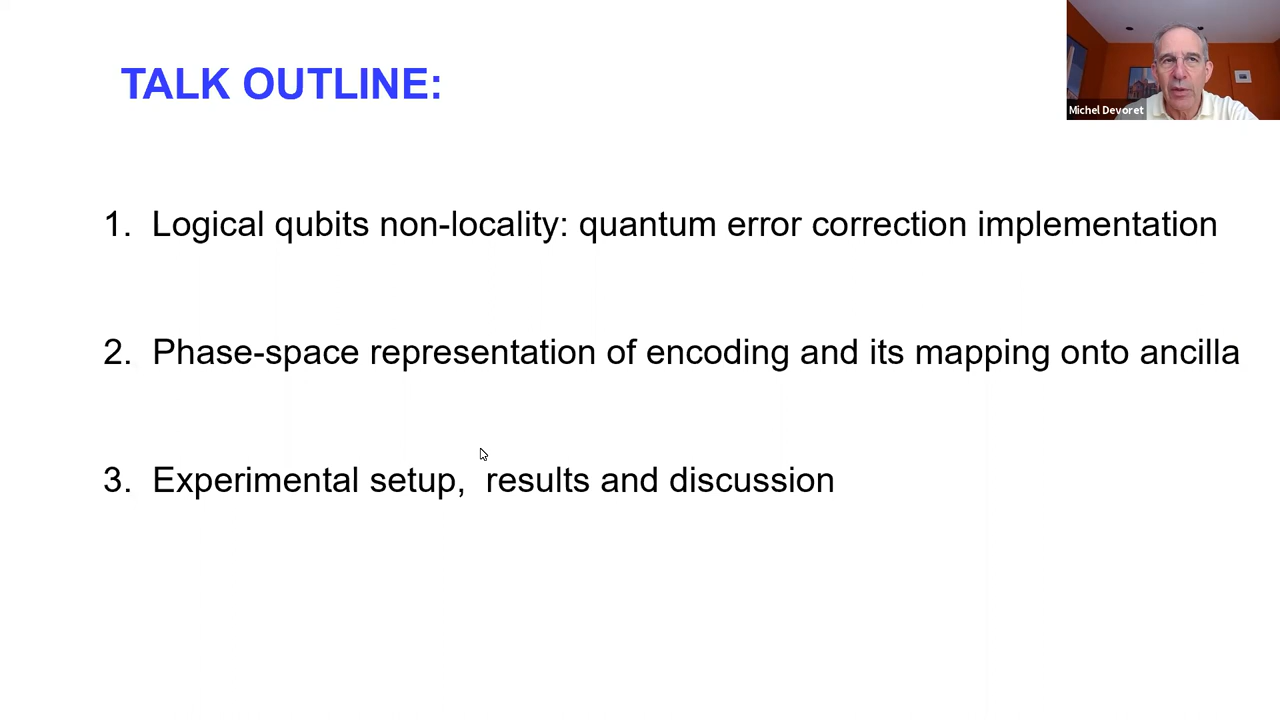 TALK OUTLINE:
Michel Devoret
1. Logical qubits non-locality: quantum error correction implementation
2. Phase-space representation of encoding and its mapping onto ancilla
3. Experimental setup,  results and discussion